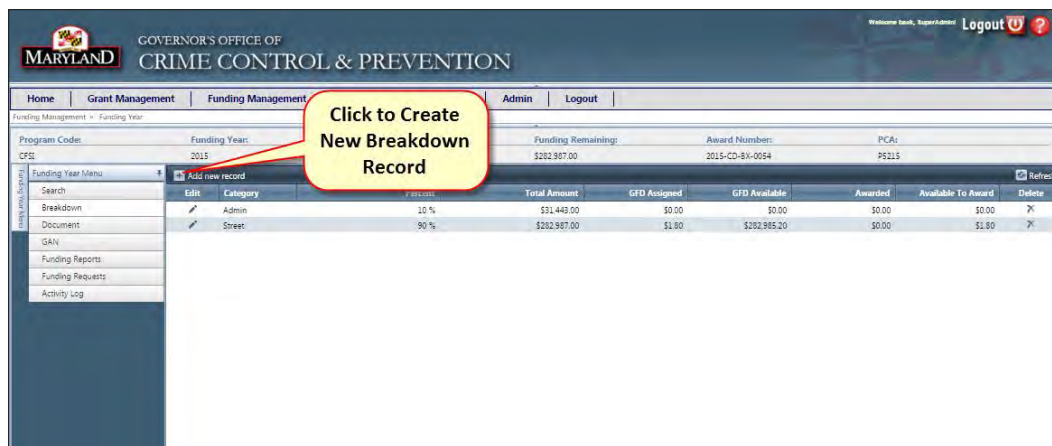 Welcome back, SuperAdmin! Logout
MARYLAND
GOVERNOR'S OFFICE OF
CRIME CONTROL & PREVENTION
Home Grant Management Funding Management Admin Logout
Funding Management > Funding Year
Click to Create
New Breakdown
Record
Program Code: Funding Year: Funding Remaining: Award Number: PCA:
CFSI 2015 $282,987.00 2015-CD-BX-0054 P5215
Funding Year Menu
Funding Year Menu
Search
Breakdown
Document
GAN
Funding Reports
Funding Requests
Activity Log
Add new record Refresh
Edit Category Percent Total Amount GFD Assigned GFD Available Awarded Available To Award Delete
Admin 10 % $31,443.00 $0.00 $0.00 $0.00 $0.00
Street 90 % $282,987.00 $1.80 $282,985.20 $0.00 $1.80